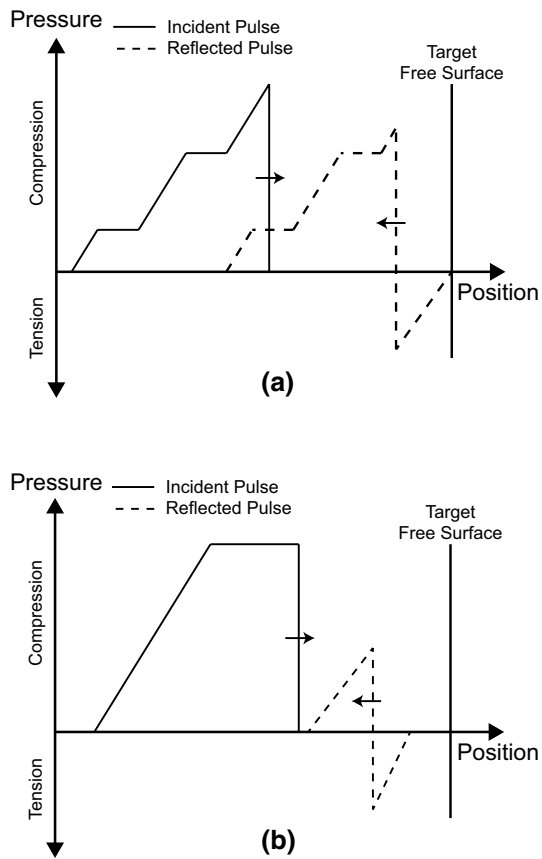 Pressure
Incident Pulse
Reflected Pulse
Target
Free Surface
Compression
Position
Tension
(a)
Pressure
Incident Pulse
Reflected Pulse
Target
Free Surface
Compression
Position
Tension
(b)